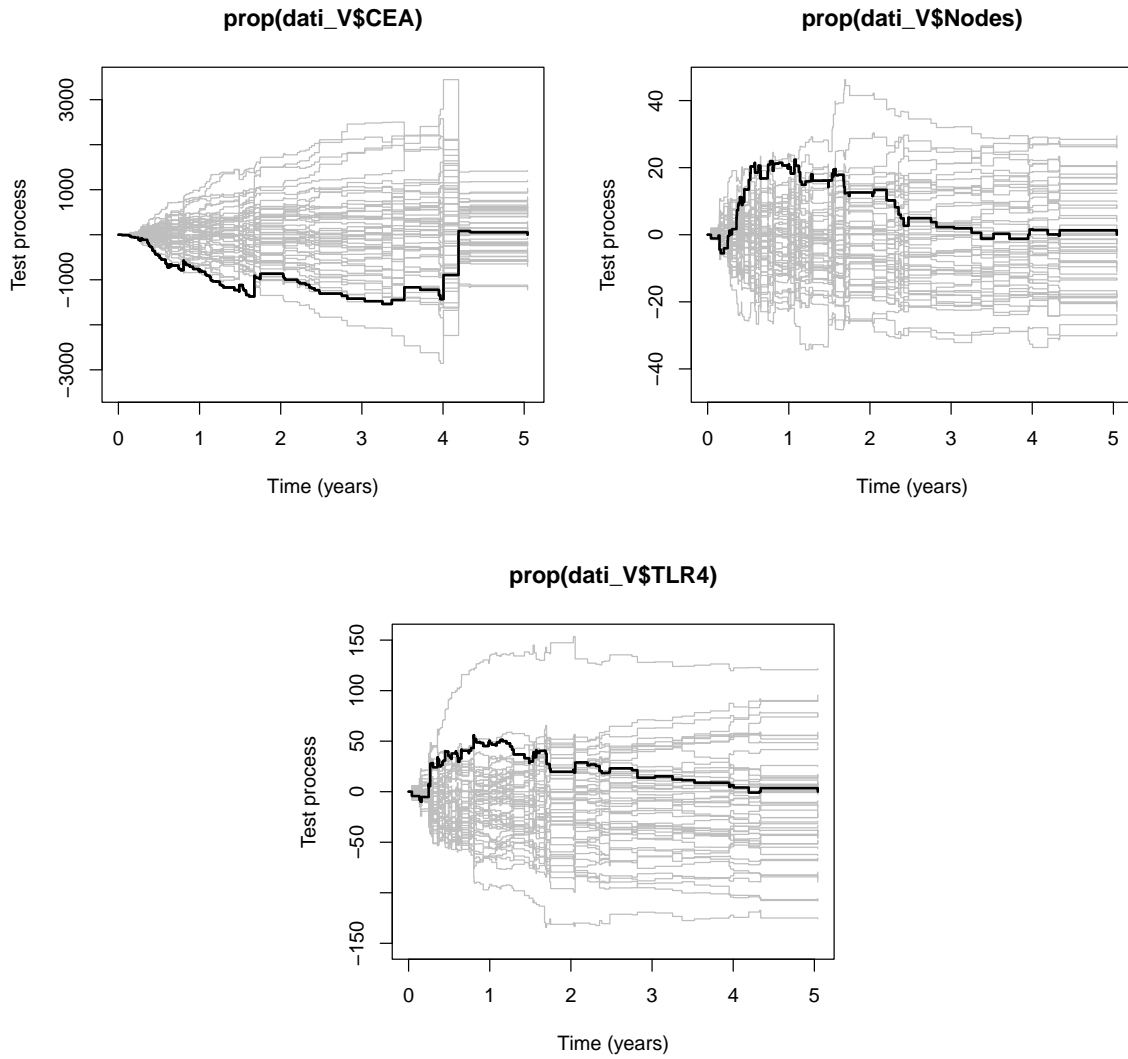 prop(dati_V$CEA)
Test process
3000
1000
−1000
−3000
0 1 2 3 4 5
Time (years)
prop(dati_V$Nodes)
Test process
40
20
0
−20
−40
0 1 2 3 4 5
Time (years)
prop(dati_V$TLR4)
Test process
150
100
50
0
−50
−150
0 1 2 3 4 5
Time (years)